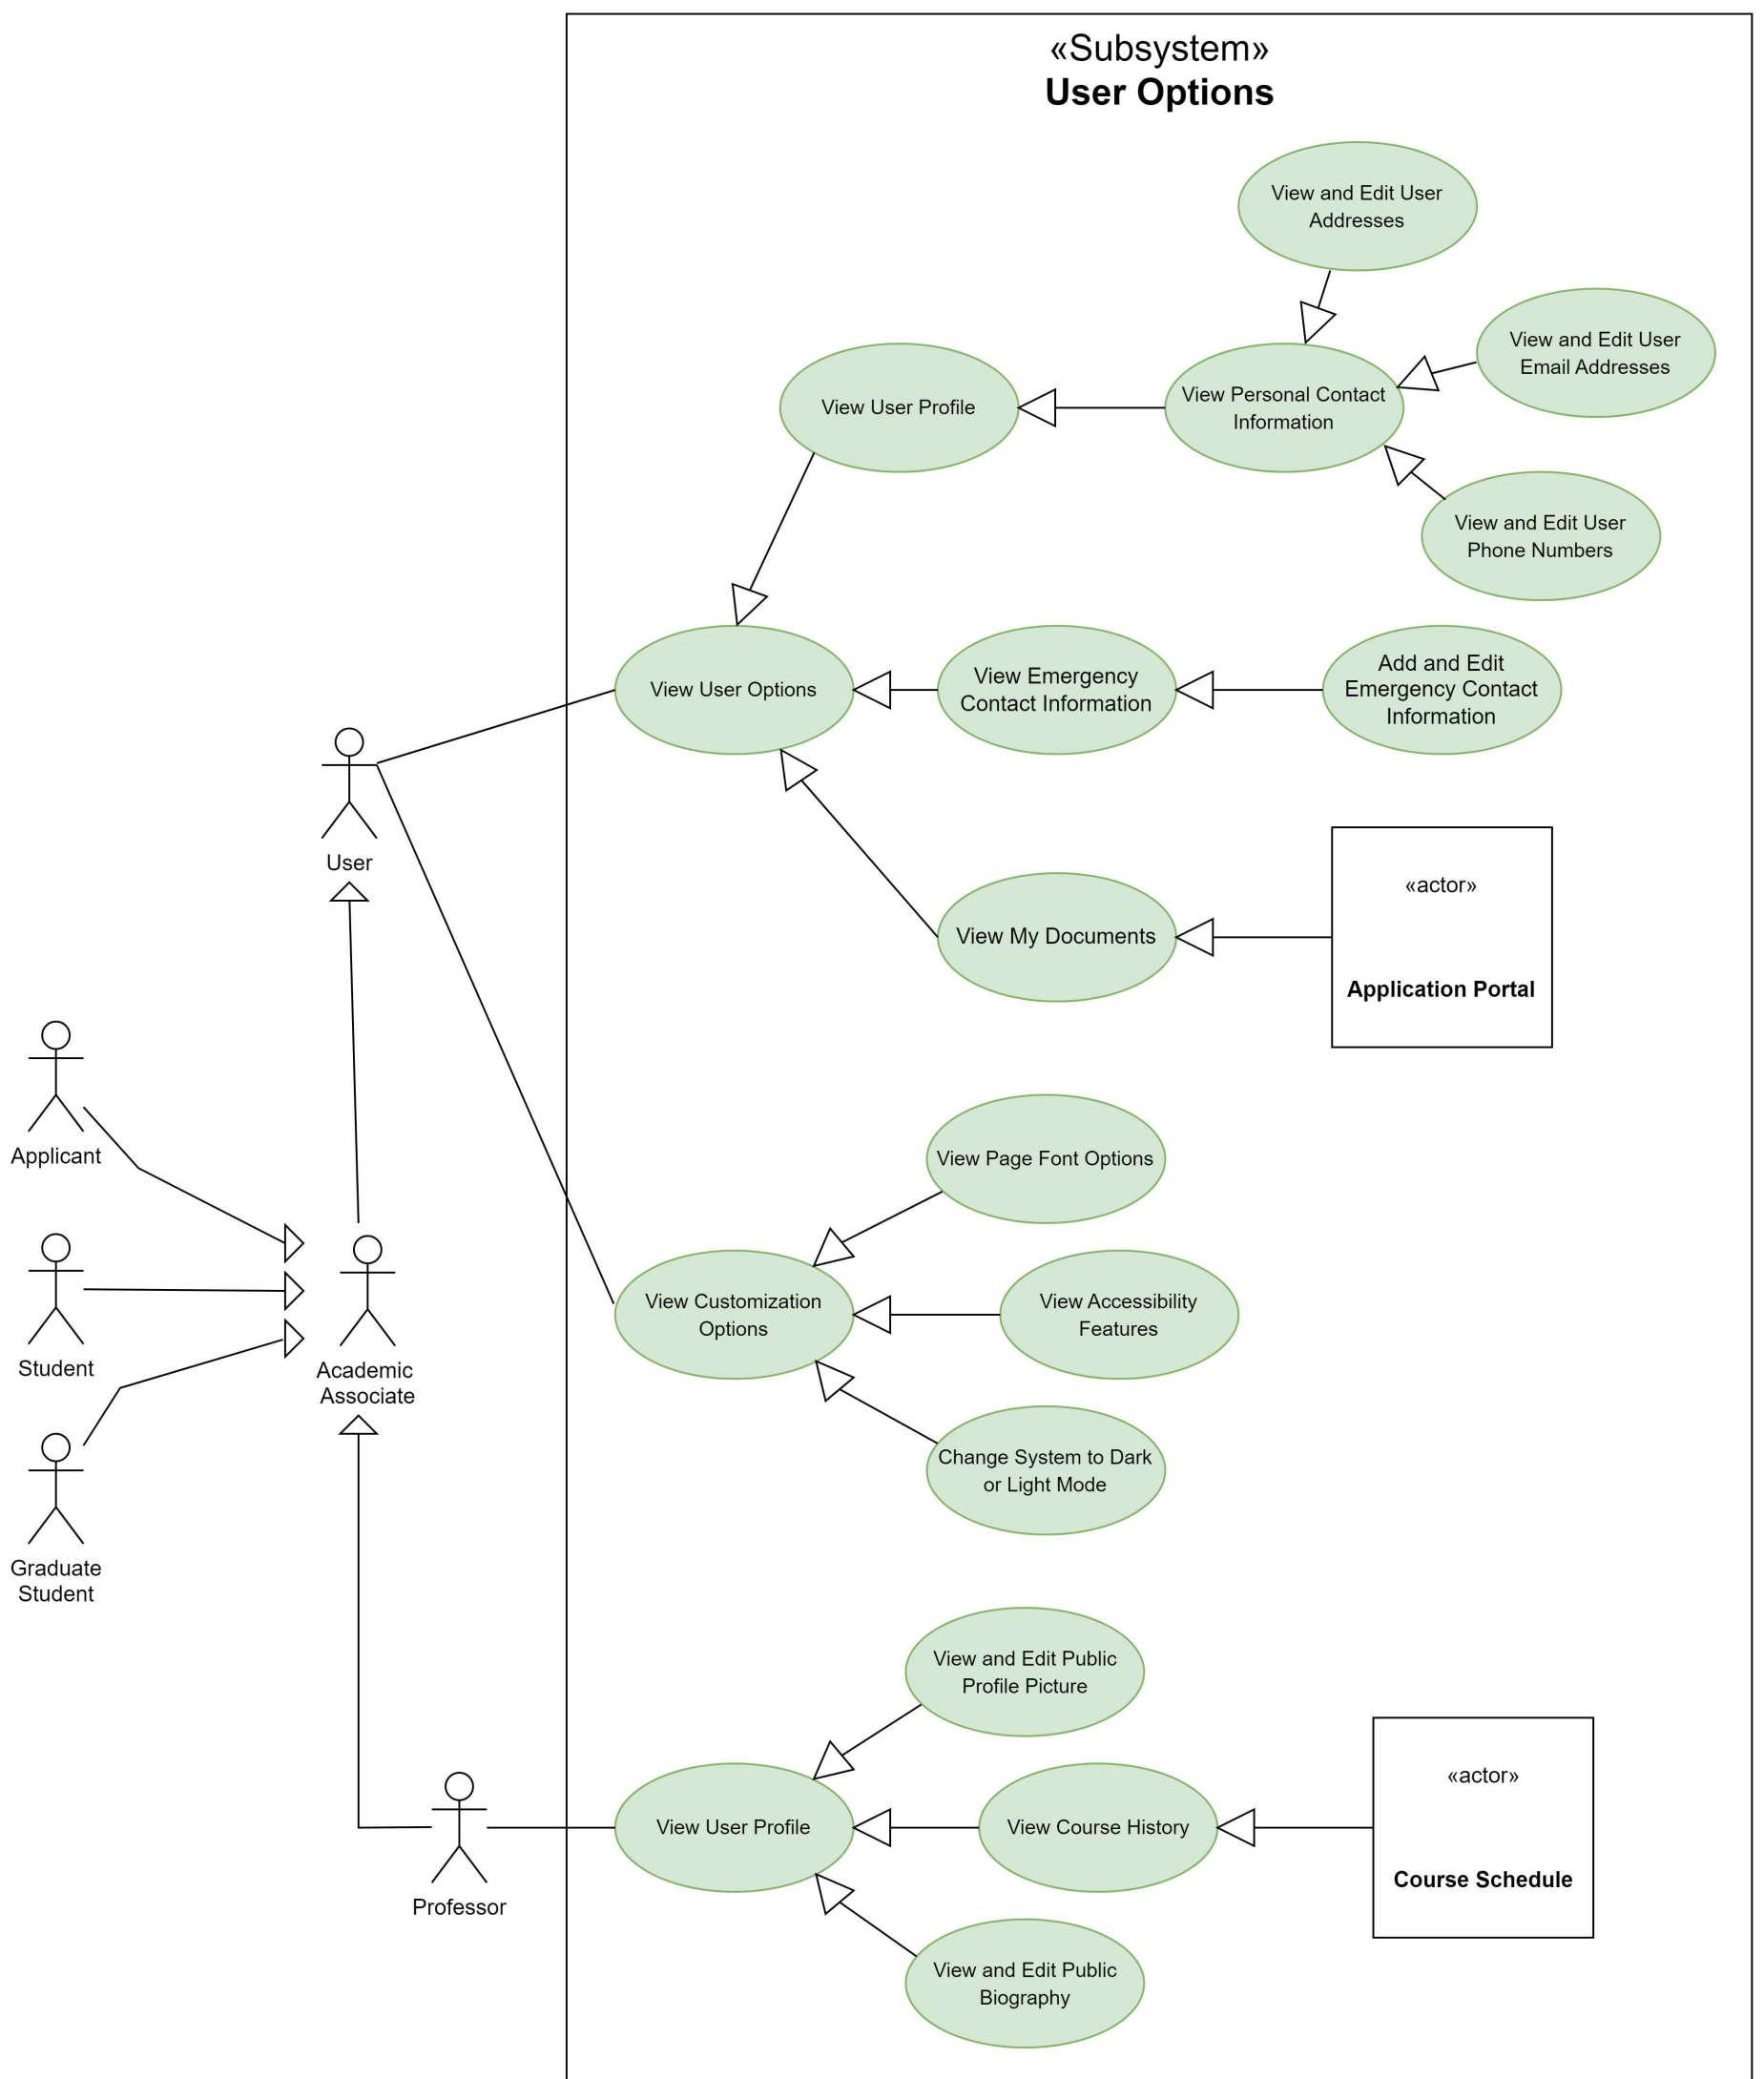 «Subsystem»
User Options
View and Edit User
Addresses
View and Edit User
Email Addresses
View User Profile
View Personal Contact
Information
View and Edit User
Phone Numbers
View User Options
View Emergency
Contact Information
Add and Edit
Emergency Contact
Information
User
«actor»
Application Portal
View My Documents
Applicant
View Page Font Options
Student
Academic
Associate
View Customization
Options
View Accessibility
Features
Change System to Dark
or Light Mode
Graduate
Student
View and Edit Public
Profile Picture
Professor
View User Profile
View Course History
«actor»
Course Schedule
View and Edit Public
Biography